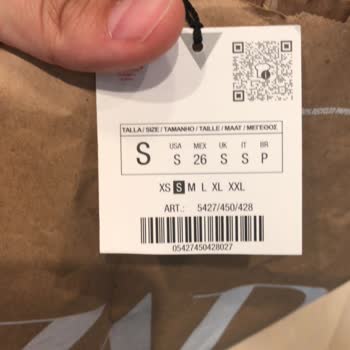 TALLA / SIZE / TAMANHO / TAILLE / MAAT / ΜΕΓΕΘΟΣ
S
USA MEX UK IT BR
S 26 S S P
XS S M L XL XXL
ART.: 5427/450/428
05427450428027